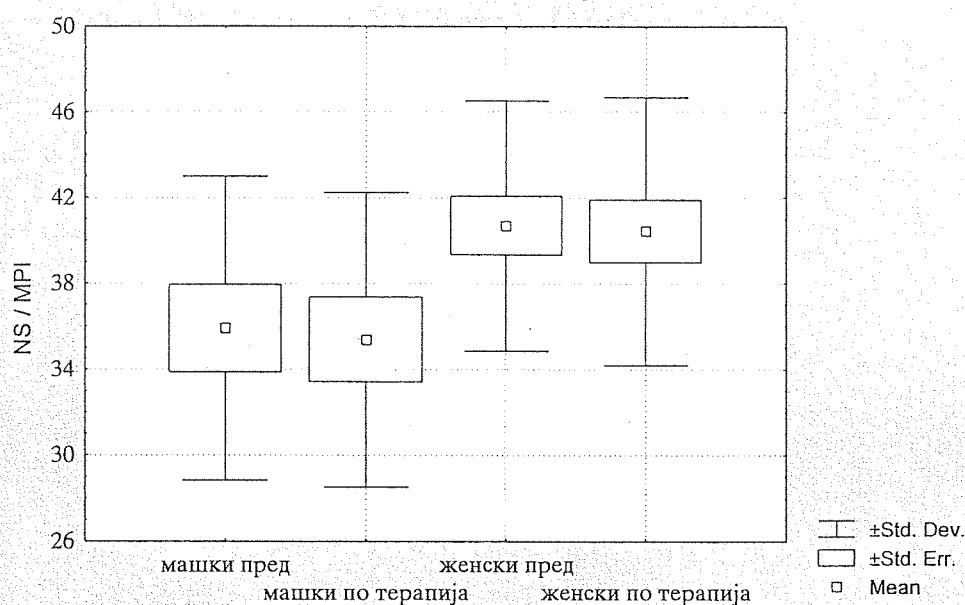 50
46
42
38
34
30
26
NS / MPI
машки пред
женски пред
машки по терапија
женски по терапија
±Std. Dev.
±Std. Err.
Mean